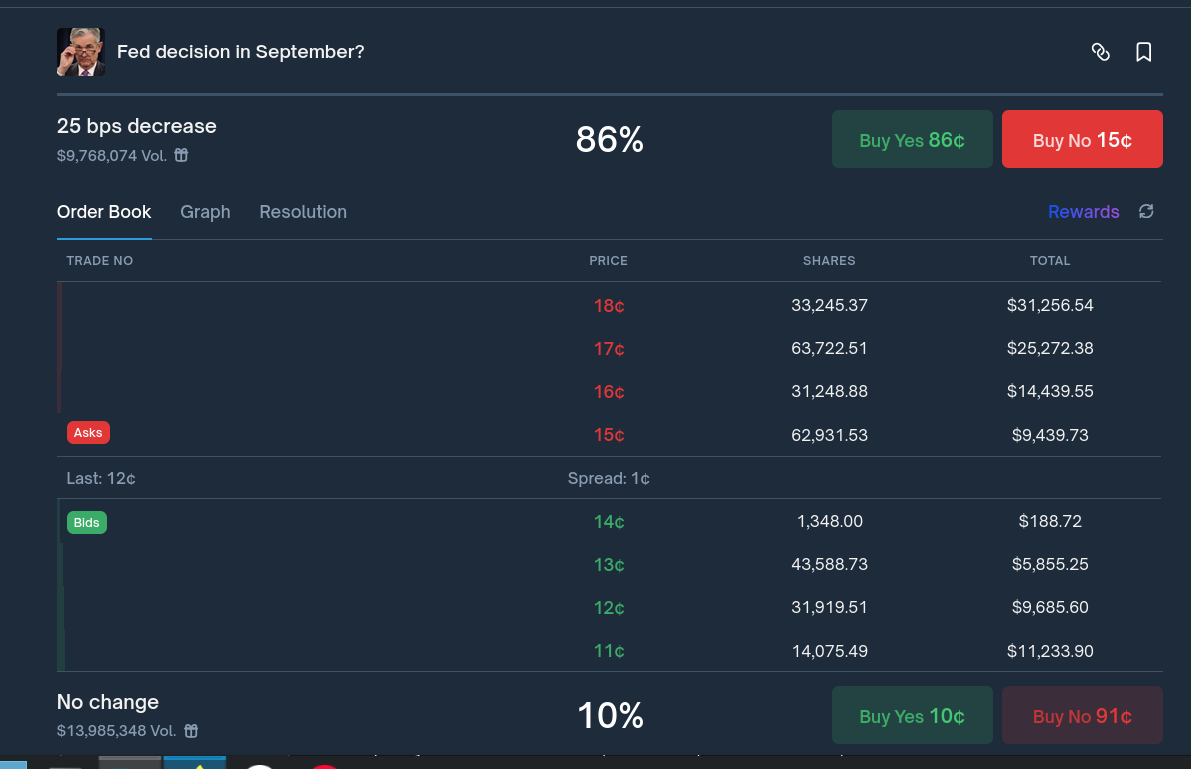 Fed decision in September?
25 bps decrease
$9,768,074 Vol.
86%
Buy Yes 86¢
Buy No 15¢
Order Book Graph Resolution
Rewards
TRADE NO PRICE SHARES TOTAL
18¢ 33,245.37 $31,256.54
17¢ 63,722.51 $25,272.38
16¢ 31,248.88 $14,439.55
Asks 15¢ 62,931.53 $9,439.73
Last: 12¢ Spread: 1¢
Bids 14¢ 1,348.00 $188.72
13¢ 43,588.73 $5,855.25
12¢ 31,919.51 $9,685.60
11¢ 14,075.49 $11,233.90
No change
$13,985,348 Vol.
10%
Buy Yes 10¢
Buy No 91¢